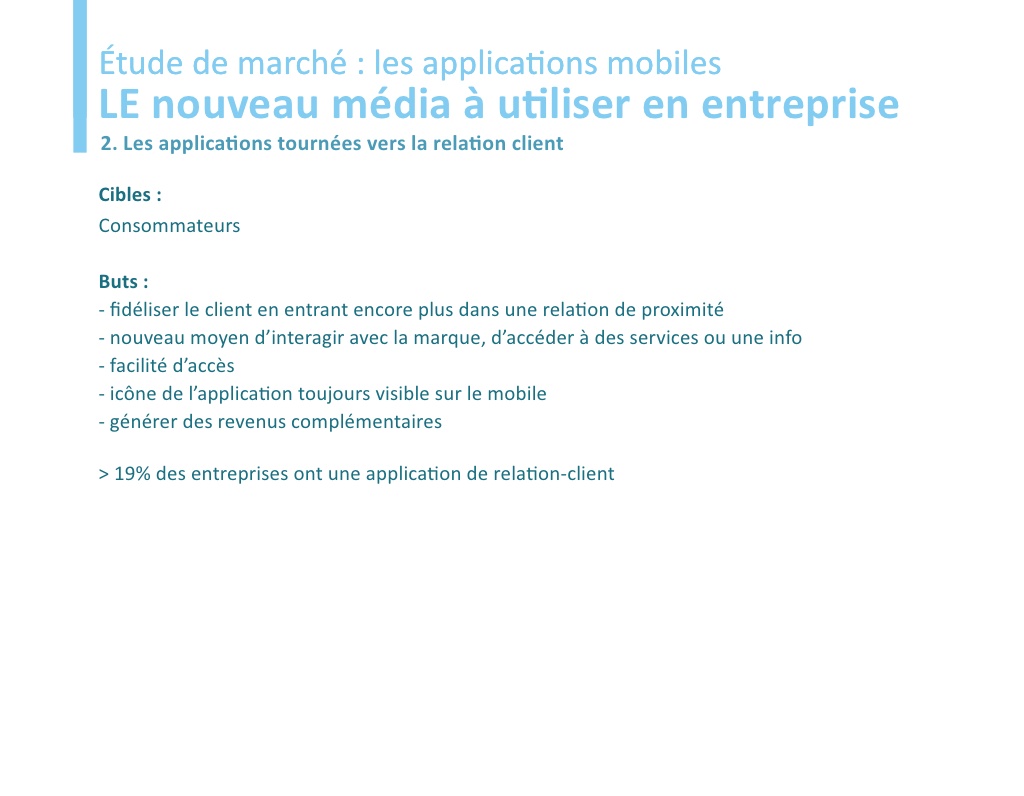 Étude de marché : les applications mobiles
LE nouveau média à utiliser en entreprise
2. Les applications tournées vers la relation client
Cibles :
Consommateurs
Buts :
- fidéliser le client en entrant encore plus dans une relation de proximité
- nouveau moyen d’interagir avec la marque, d’accéder à des services ou une info
- facilité d’accès
- icône de l’application toujours visible sur le mobile
- générer des revenus complémentaires
> 19% des entreprises ont une application de relation-client